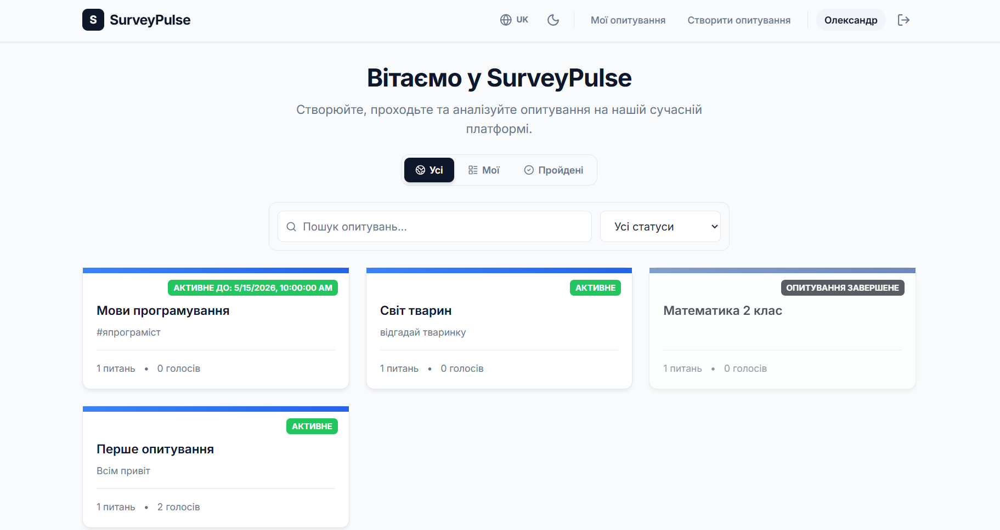 S SurveyPulse
UK
Мої опитування
Створити опитування
Олександр
Вітаємо у SurveyPulse
Створюйте, проходьте та аналізуйте опитування на нашій сучасній
платформі.
Усі
Мої
Пройдені
Пошук опитувань...
Усі статуси
АКТИВНЕ ДО: 5/15/2026, 10:00:00 AM
Мови програмування
#япрограміст
1 питань • 0 голосів
АКТИВНЕ
Світ тварин
відгадай тваринку
1 питань • 0 голосів
ОПИТУВАННЯ ЗАВЕРШЕНЕ
Математика 2 клас
1 питань • 0 голосів
АКТИВНЕ
Перше опитування
Всім привіт
1 питань • 2 голосів